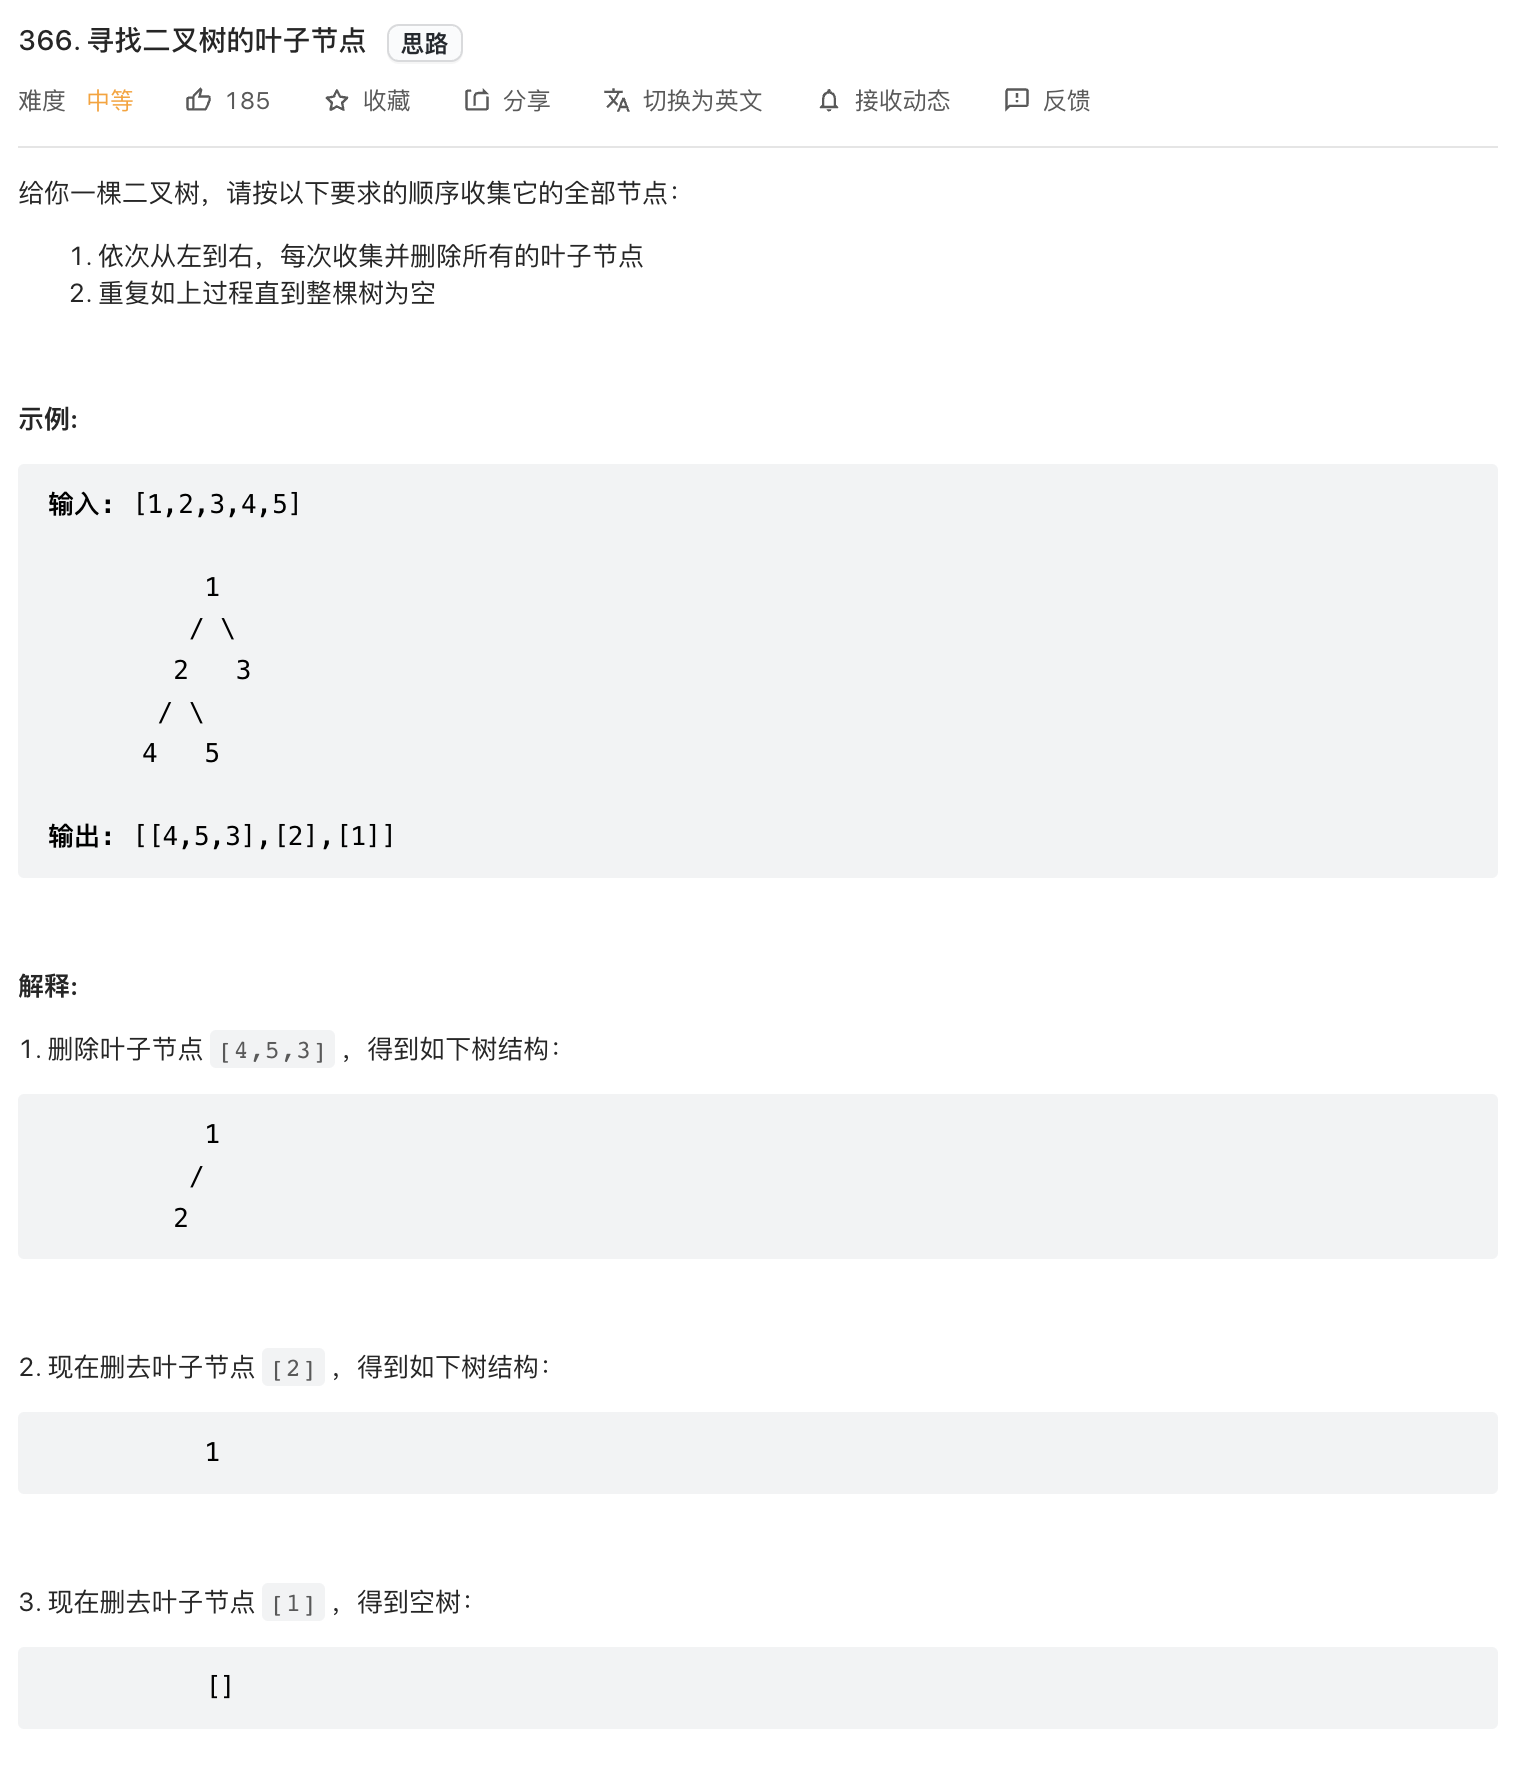 366. 寻找二叉树的叶子节点 思路
难度 中等 185 收藏 分享 切换为英文 接收动态 反馈
给你一棵二叉树，请按以下要求的顺序收集它的全部节点：
1. 依次从左到右，每次收集并删除所有的叶子节点
2. 重复如上过程直到整棵树为空
示例:
输入: [1,2,3,4,5]
1
/ \
2 3
/ \
4 5
输出: [[4,5,3],[2],[1]]
解释:
1. 删除叶子节点 [4,5,3] ，得到如下树结构：
1
/
2
2. 现在删去叶子节点 [2] ，得到如下树结构：
1
3. 现在删去叶子节点 [1] ，得到空树：
[]